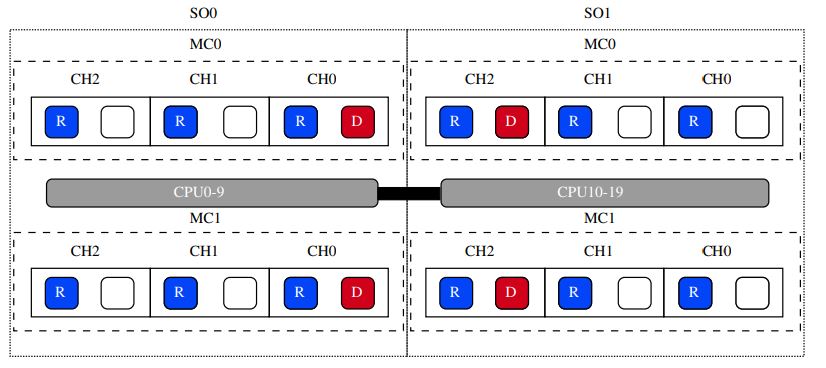 SO0 SO1
MC0 MC0
CH2 CH1 CH0 CH2 CH1 CH0
R R R D R D R R
CPU0-9 CPU10-19
MC1 MC1
CH2 CH1 CH0 CH2 CH1 CH0
R R R D R D R R